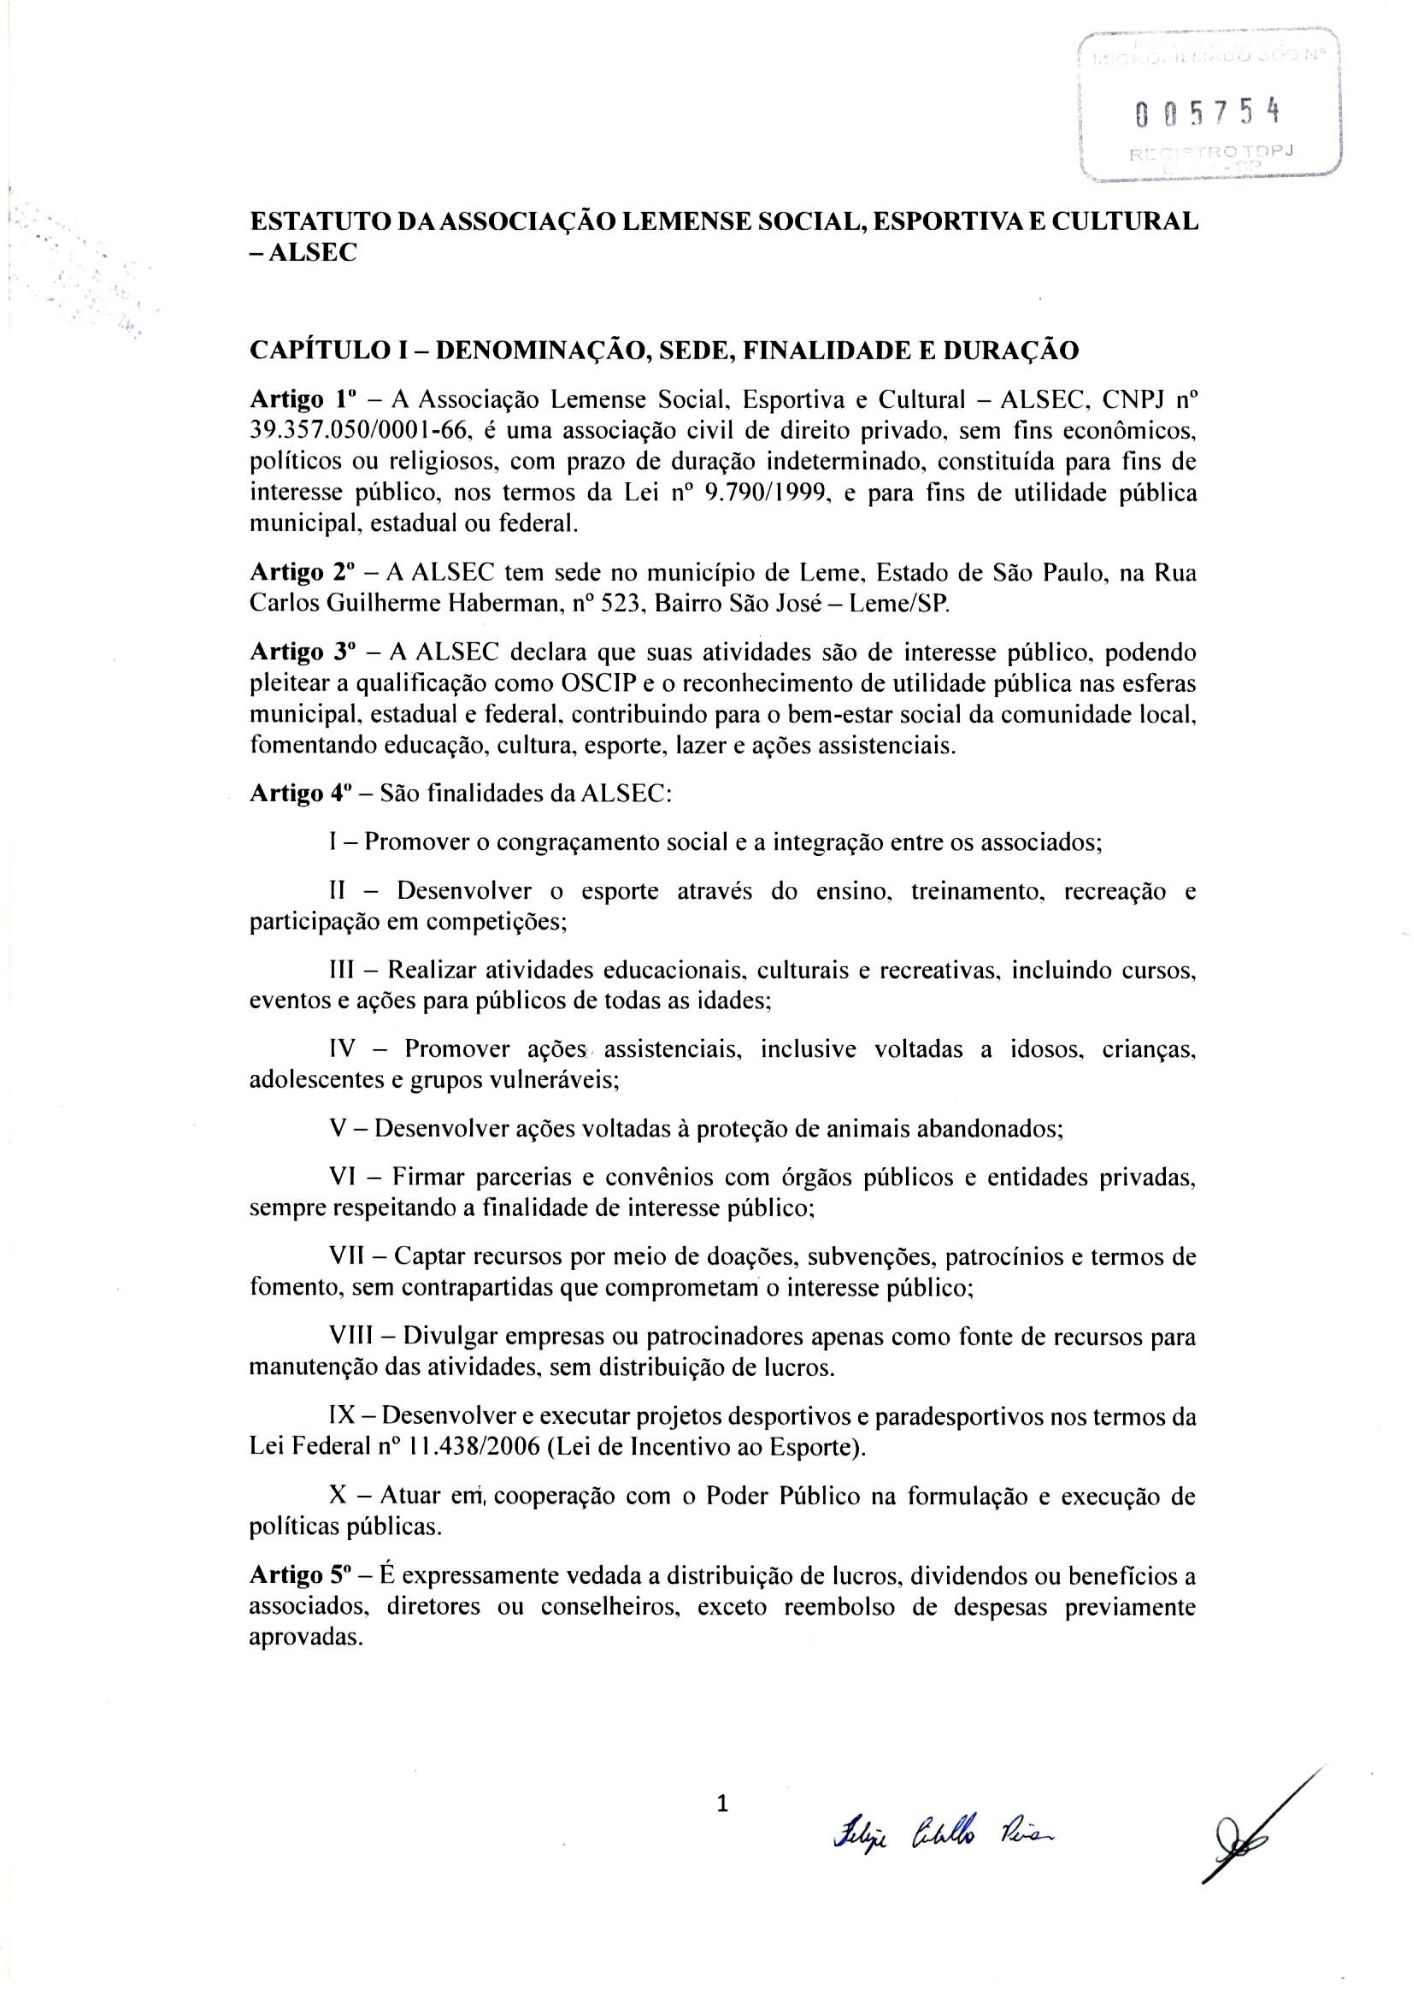 MICROFILMADO SOB Nº
005754
REGISTRO TDPJ
ESTATUTO DA ASSOCIAÇÃO LEMENSE SOCIAL, ESPORTIVA E CULTURAL
– ALSEC
CAPÍTULO I – DENOMINAÇÃO, SEDE, FINALIDADE E DURAÇÃO
Artigo 1º – A Associação Lemense Social, Esportiva e Cultural – ALSEC, CNPJ nº
39.357.050/0001-66, é uma associação civil de direito privado, sem fins econômicos,
políticos ou religiosos, com prazo de duração indeterminado, constituída para fins de
interesse público, nos termos da Lei nº 9.790/1999, e para fins de utilidade pública
municipal, estadual ou federal.
Artigo 2º – A ALSEC tem sede no município de Leme, Estado de São Paulo, na Rua
Carlos Guilherme Haberman, nº 523, Bairro São José – Leme/SP.
Artigo 3º – A ALSEC declara que suas atividades são de interesse público, podendo
pleitear a qualificação como OSCIP e o reconhecimento de utilidade pública nas esferas
municipal, estadual e federal, contribuindo para o bem-estar social da comunidade local,
fomentando educação, cultura, esporte, lazer e ações assistenciais.
Artigo 4º – São finalidades da ALSEC:
I – Promover o congraçamento social e a integração entre os associados;
II – Desenvolver o esporte através do ensino, treinamento, recreação e
participação em competições;
III – Realizar atividades educacionais, culturais e recreativas, incluindo cursos,
eventos e ações para públicos de todas as idades;
IV – Promover ações assistenciais, inclusive voltadas a idosos, crianças,
adolescentes e grupos vulneráveis;
V – Desenvolver ações voltadas à proteção de animais abandonados;
VI – Firmar parcerias e convênios com órgãos públicos e entidades privadas,
sempre respeitando a finalidade de interesse público;
VII – Captar recursos por meio de doações, subvenções, patrocínios e termos de
fomento, sem contrapartidas que comprometam o interesse público;
VIII – Divulgar empresas ou patrocinadores apenas como fonte de recursos para
manutenção das atividades, sem distribuição de lucros.
IX – Desenvolver e executar projetos desportivos e paradesportivos nos termos da
Lei Federal nº 11.438/2006 (Lei de Incentivo ao Esporte).
X – Atuar em cooperação com o Poder Público na formulação e execução de
políticas públicas.
Artigo 5º – É expressamente vedada a distribuição de lucros, dividendos ou benefícios a
associados, diretores ou conselheiros, exceto reembolso de despesas previamente
aprovadas.
1
Felipe